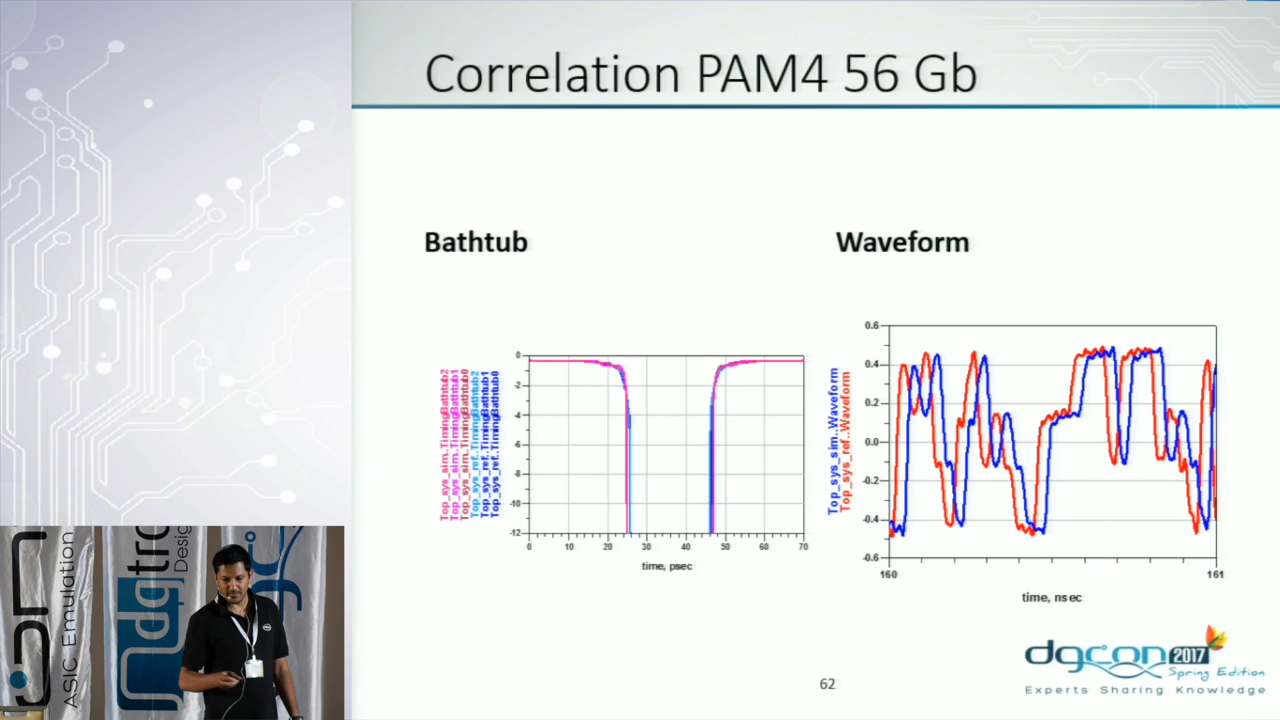 Correlation PAM4 56 Gb
Bathtub
Waveform
Top_sys_sim..TimingBathtub2
Top_sys_sim..TimingBathtub1
Top_sys_sim..TimingBathtub0
Top_sys_ref..TimingBathtub2
Top_sys_ref..TimingBathtub1
Top_sys_ref..TimingBathtub0
0
-2
-4
-6
-8
-10
-12
0 10 20 30 40 50 60 70
time, psec
Top_sys_sim..Waveform
Top_sys_ref..Waveform
0.6
0.4
0.2
0.0
-0.2
-0.4
-0.6
160 161
time, nsec
ASIC Emulation
dgtro
Design
dgcon 2017
Spring Edition
Experts Sharing Knowledge
62